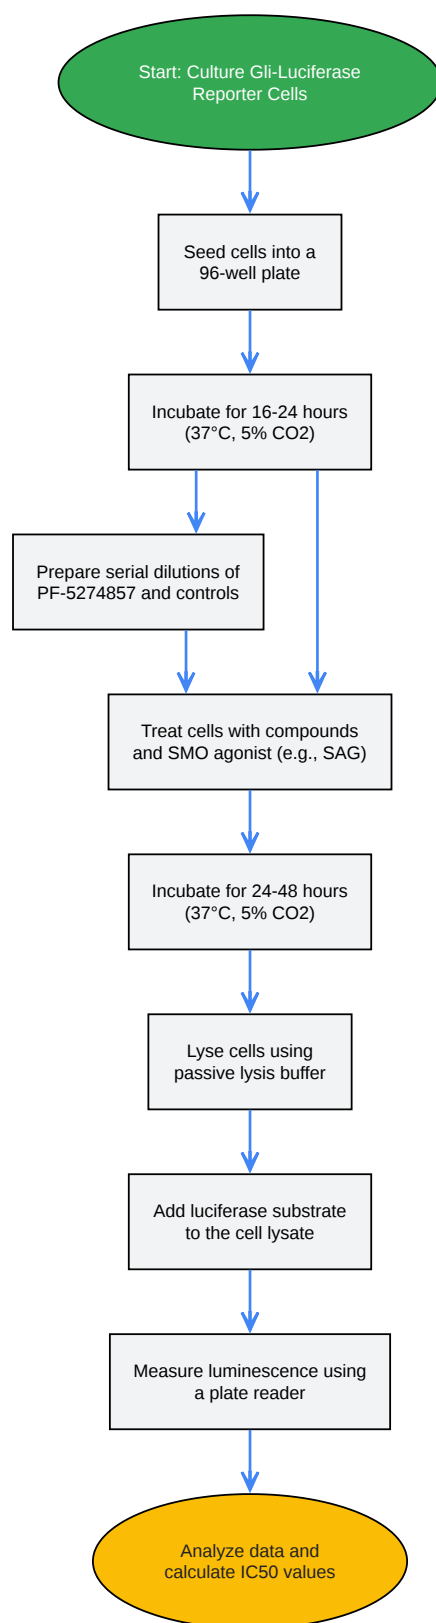 Start: Culture Gli-Luciferase
Reporter Cells
Seed cells into a
96-well plate
Incubate for 16-24 hours
(37°C, 5% CO2)
Prepare serial dilutions of
PF-5274857 and controls
Treat cells with compounds
and SMO agonist (e.g., SAG)
Incubate for 24-48 hours
(37°C, 5% CO2)
Lyse cells using
passive lysis buffer
Add luciferase substrate
to the cell lysate
Measure luminescence using
a plate reader
Analyze data and
calculate IC50 values